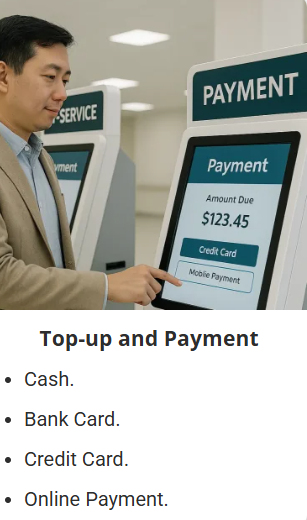 -SERVICE
PAYMENT
yment
Payment
Amount Due
$123.45
Credit Card
Mobile Payment
Top-up and Payment
Cash.
Bank Card.
Credit Card.
Online Payment.